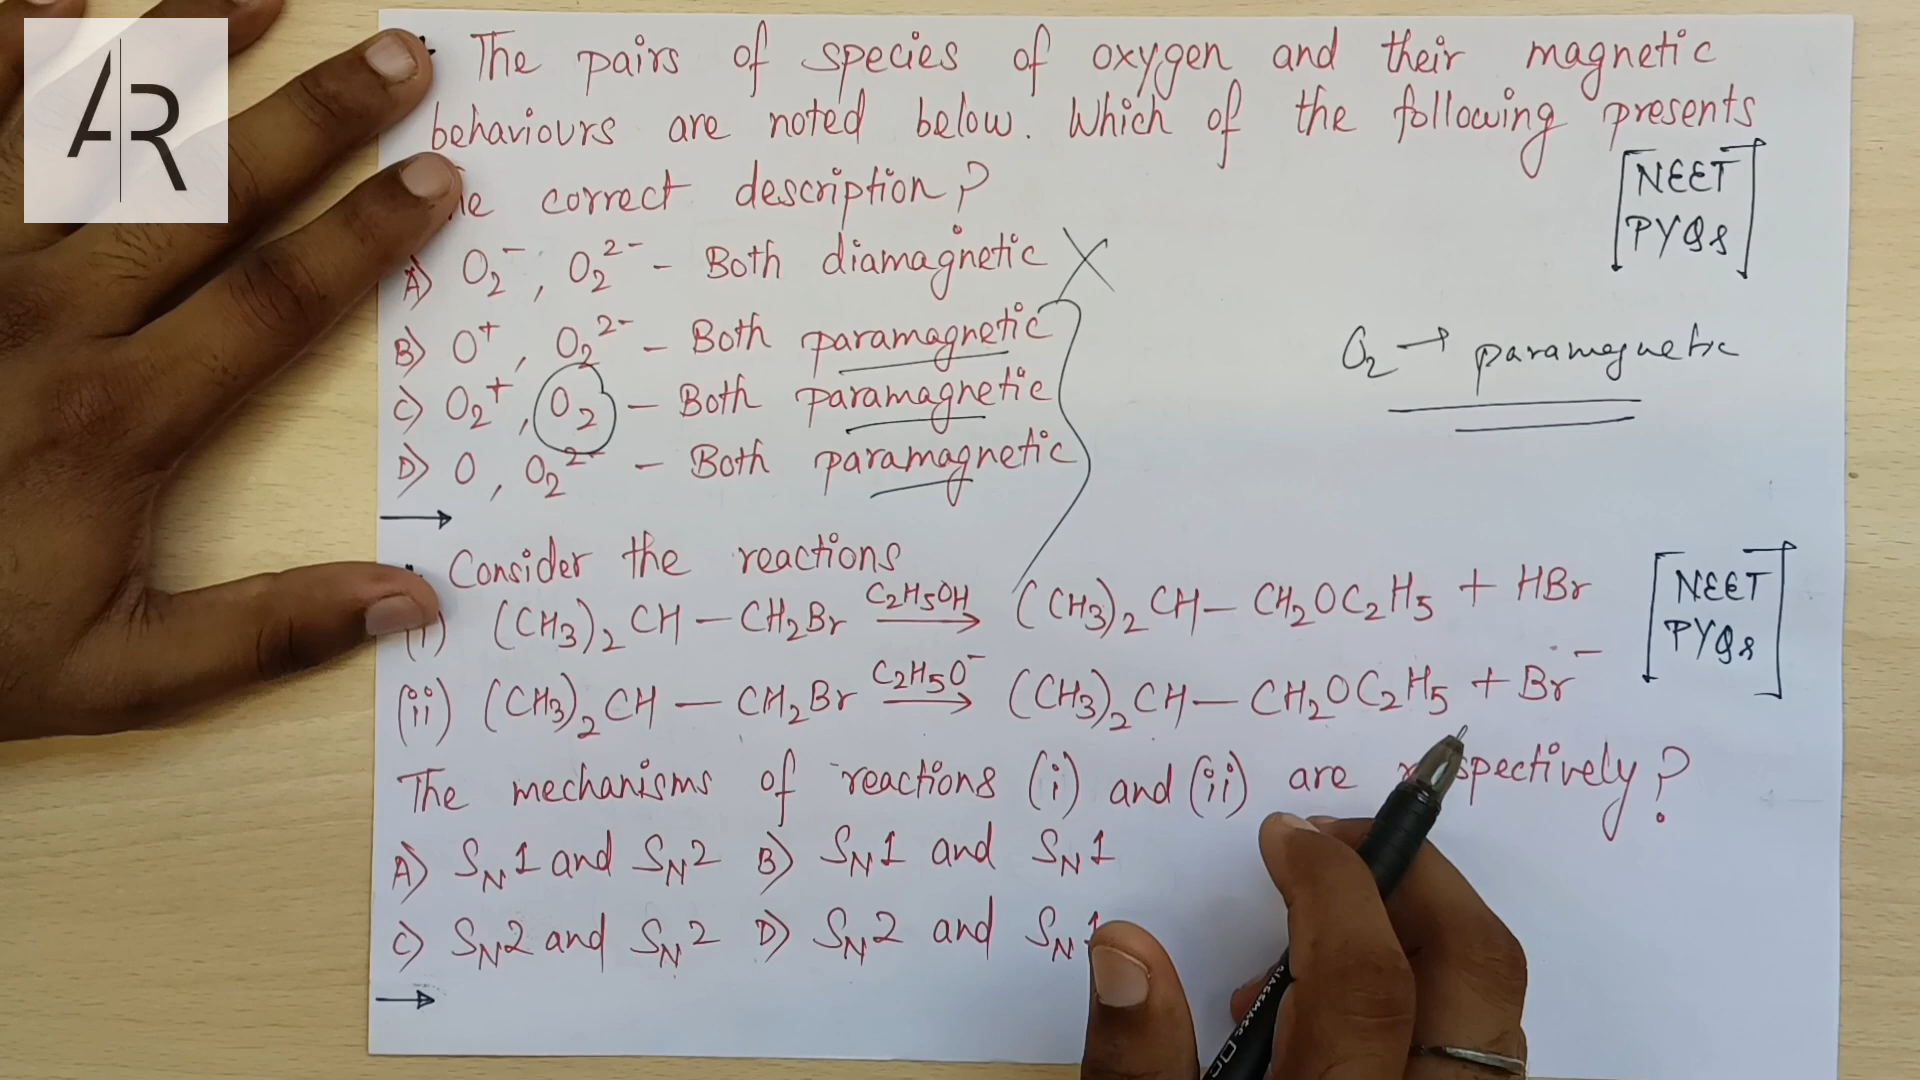 AR
The pairs of species of oxygen and their magnetic
behaviours are noted below. Which of the following presents
correct description?
[NEET
PYQs]
A) O₂⁻, O₂²⁻ - Both diamagnetic
B) O⁺, O₂²⁻ - Both paramagnetic
C) O₂⁺, O₂ - Both paramagnetic
D) O, O₂²⁻ - Both paramagnetic
O₂ → paramagnetic
Consider the reactions
(i) (CH3)₂CH-CH₂Br C₂H5OH → (CH3)₂CH-CH₂OC₂H5 + HBr
(ii) (CH3)₂CH-CH₂Br C₂H5O⁻ → (CH3)₂CH-CH₂OC₂H5 + Br⁻
[NEET
PYQs]
The mechanisms of reactions (i) and (ii) are respectively?
A) SN1 and SN2 B) SN1 and SN1
C) SN2 and SN2 D) SN2 and SN1